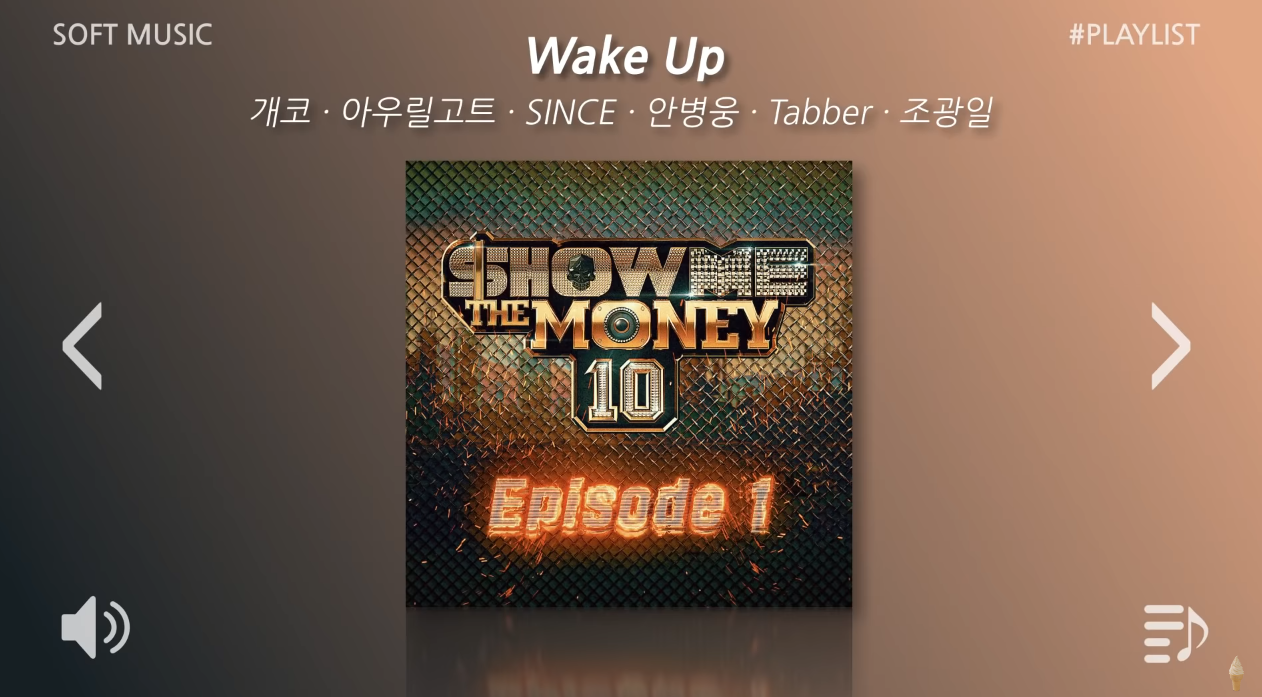 SOFT MUSIC
#PLAYLIST
Wake Up
개코 · 아우릴고트 · SINCE · 안병웅 · Tabber · 조광일
SHOW ME
THE MONEY
10
Episode 1